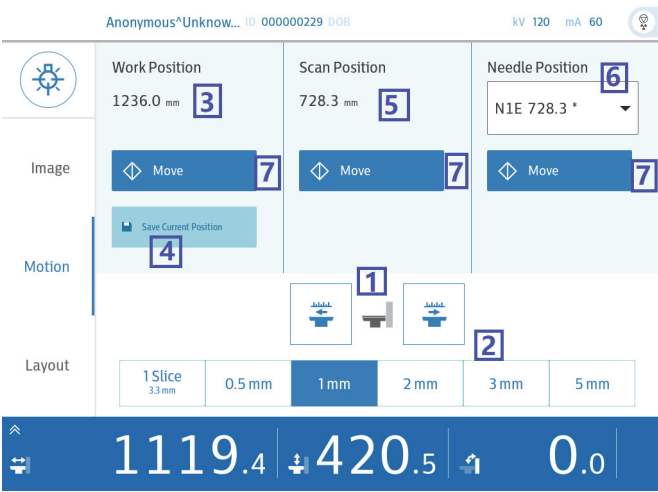 Anonymous^Unknow... ID 000000229 DOB kV 120 mA 60
Work Position
1236.0 mm 3
Scan Position
728.3 mm 5
Needle Position
6
N1E 728.3 *
Image
Motion
Layout
Move 7
Move 7
Move 7
Save Current Position
4
1
2
1 Slice
3.3 mm
0.5 mm
1 mm
2 mm
3 mm
5 mm
1119.4 420.5 0.0